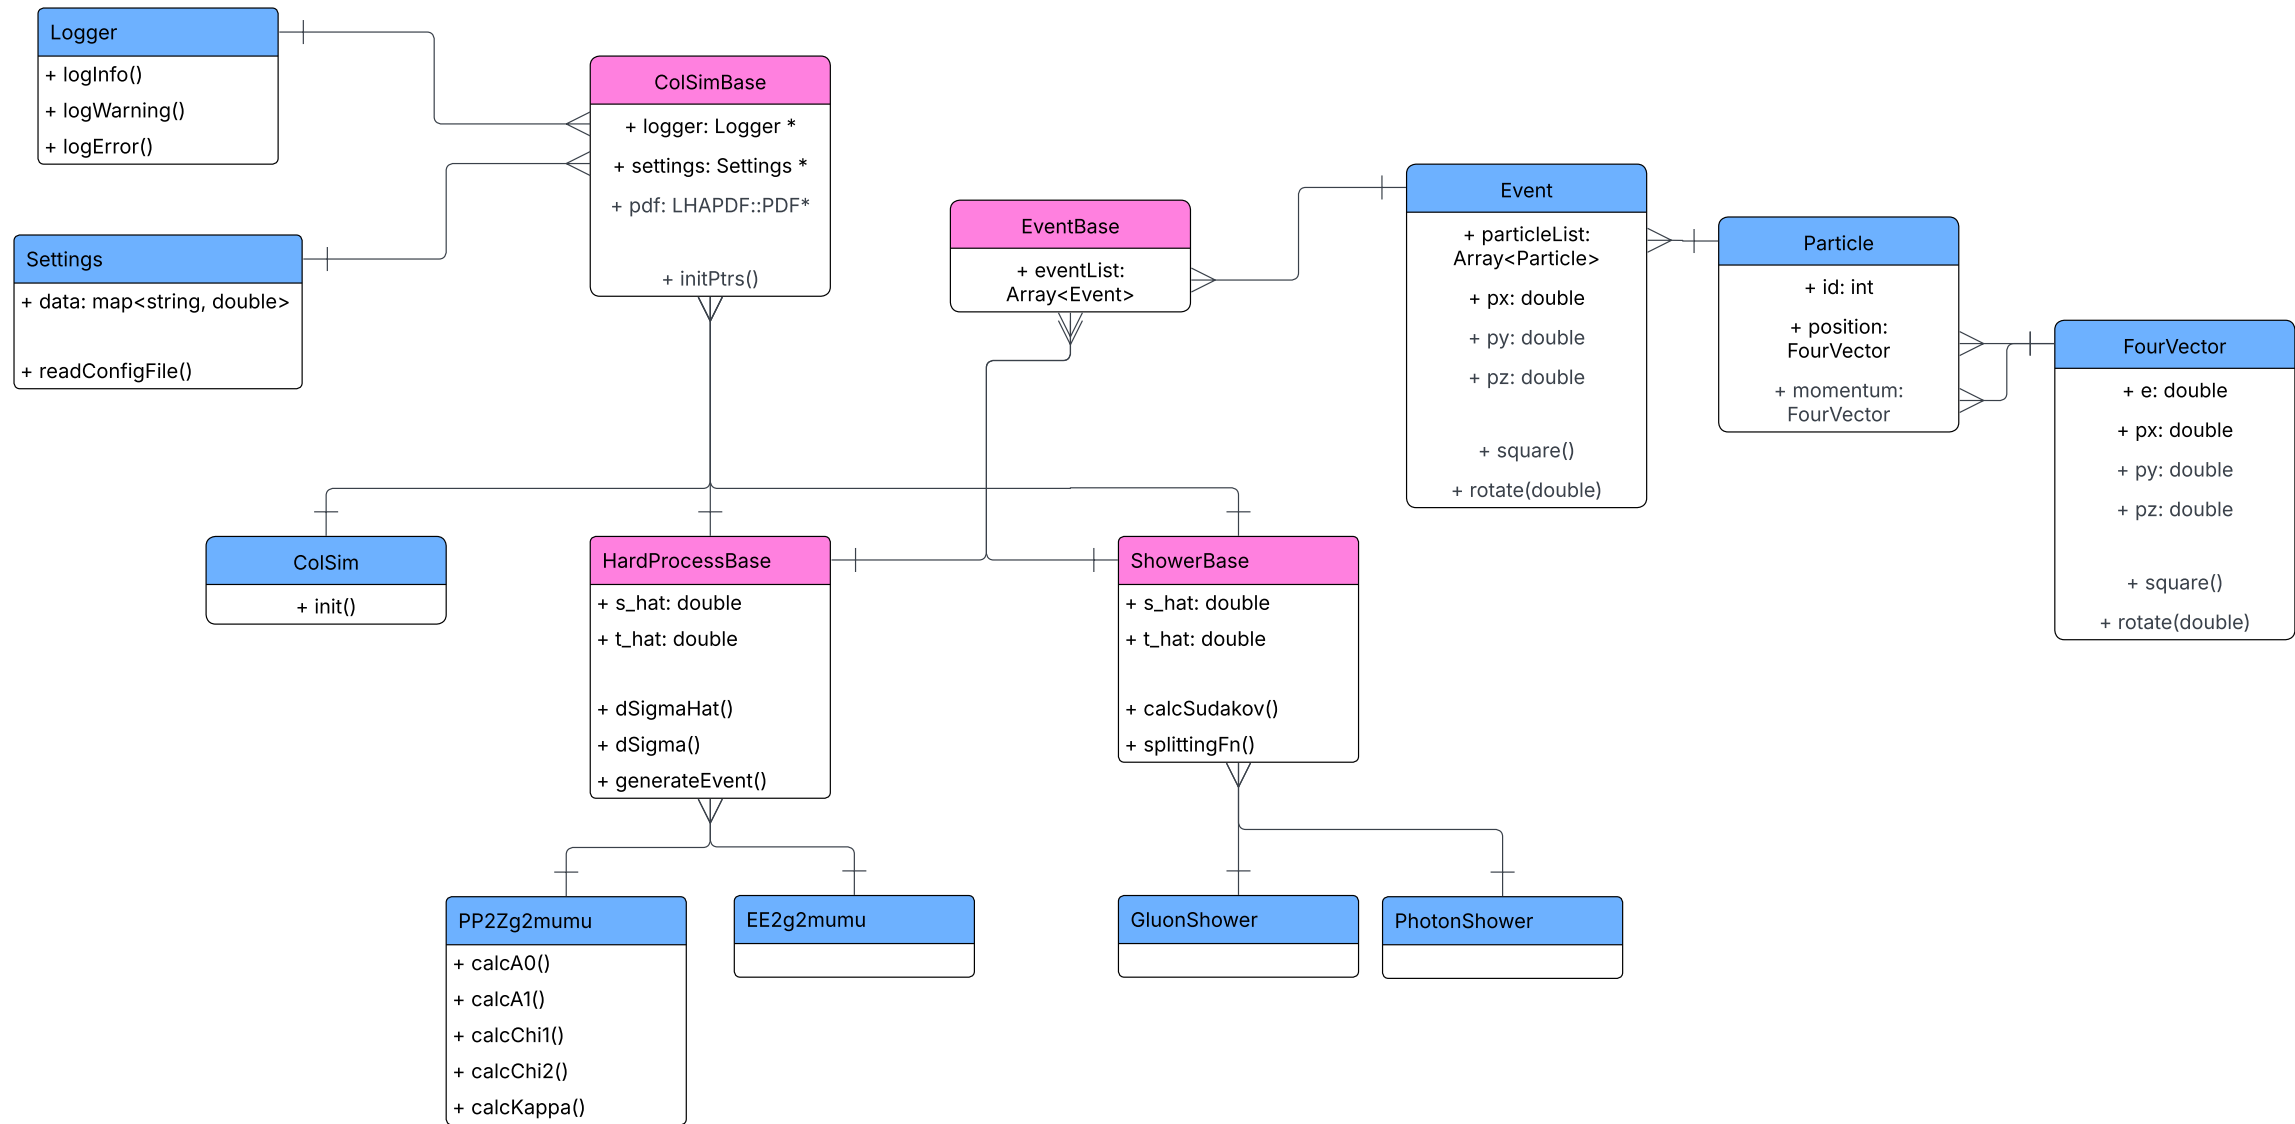 Logger
+ logInfo()
+ logWarning()
+ logError()
Settings
+ data: map<string, double>
+ readConfigFile()
ColSimBase
+ logger: Logger *
+ settings: Settings *
+ pdf: LHAPDF::PDF*
+ initPtrs()
EventBase
+ eventList:
Array<Event>
Event
+ particleList:
Array<Particle>
+ px: double
+ py: double
+ pz: double
+ square()
+ rotate(double)
Particle
+ id: int
+ position:
FourVector
+ momentum:
FourVector
FourVector
+ e: double
+ px: double
+ py: double
+ pz: double
+ square()
+ rotate(double)
ColSim
+ init()
HardProcessBase
+ s_hat: double
+ t_hat: double
+ dSigmaHat()
+ dSigma()
+ generateEvent()
ShowerBase
+ s_hat: double
+ t_hat: double
+ calcSudakov()
+ splittingFn()
PP2Zg2mumu
+ calcA0()
+ calcA1()
+ calcChi1()
+ calcChi2()
+ calcKappa()
EE2g2mumu
GluonShower
PhotonShower